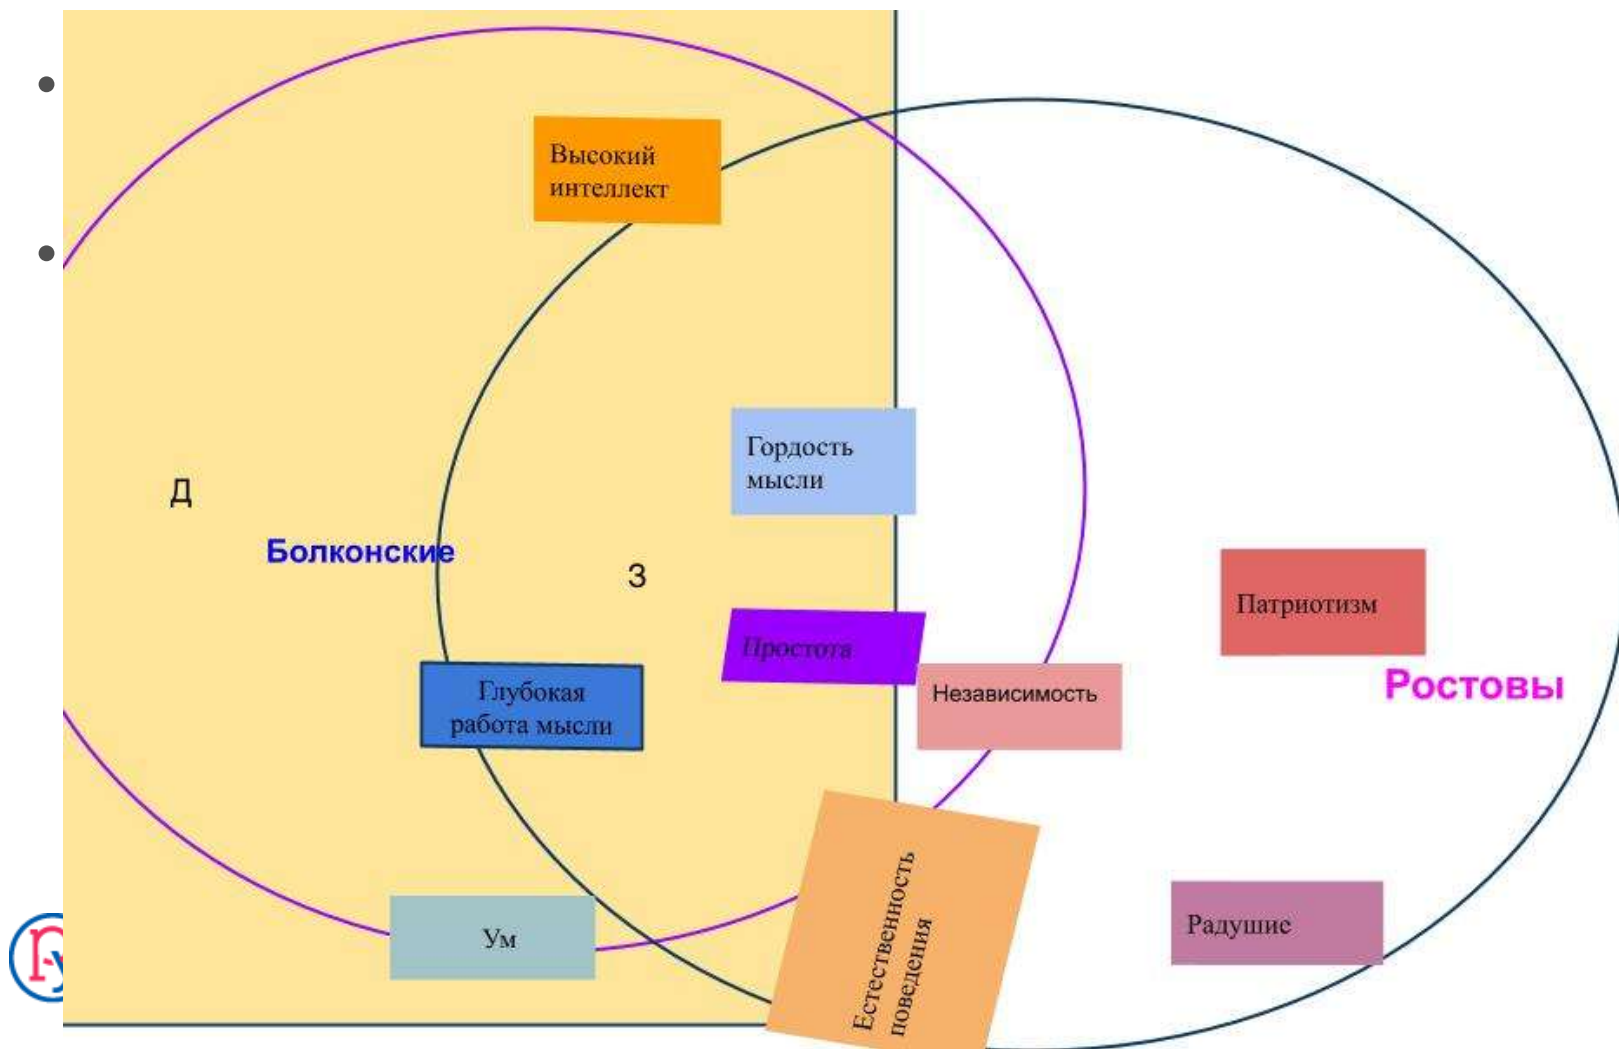 Высокий
интеллект
Гордость
мысли
Д
Болконские
З
Патриотизм
Простота
Ростовы
Глубокая
работа мысли
Независимость
Ум
Естественность
поведения
Радушие